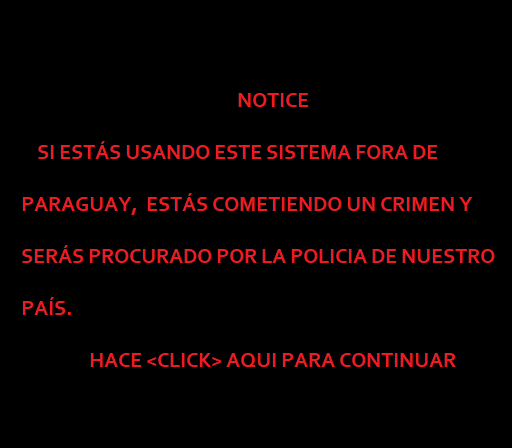 NOTICE
SI ESTÁS USANDO ESTE SISTEMA FORA DE
PARAGUAY, ESTÁS COMETIENDO UN CRIMEN Y
SERÁS PROCURADO POR LA POLICIA DE NUESTRO
PAÍS.
HACE <CLICK> AQUI PARA CONTINUAR